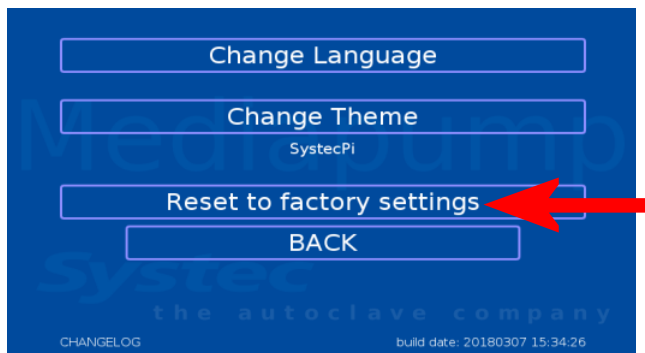 Change Language
Change Theme
SystecPi
Mediapump
Reset to factory settings
BACK
Systec
the autoclave company
CHANGELOG
build date: 20180307 15:34:26